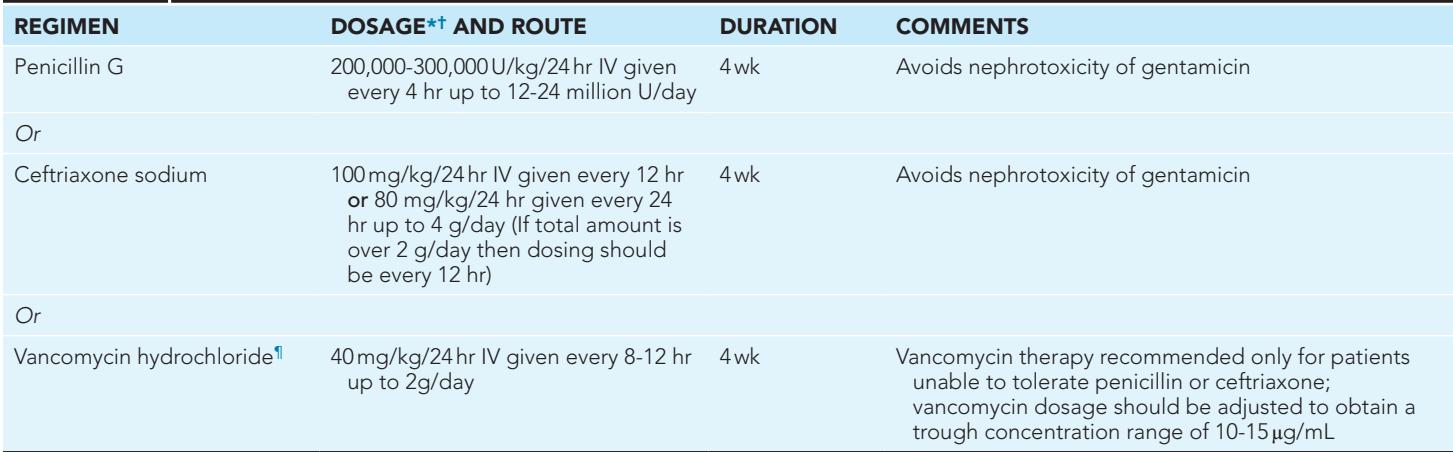 REGIMEN DOSAGE*† AND ROUTE DURATION COMMENTS
Penicillin G 200,000-300,000 U/kg/24 hr IV given 4 wk Avoids nephrotoxicity of gentamicin
every 4 hr up to 12-24 million U/day
Or
Ceftriaxone sodium 100 mg/kg/24 hr IV given every 12 hr 4 wk Avoids nephrotoxicity of gentamicin
or 80 mg/kg/24 hr given every 24
hr up to 4 g/day (If total amount is
over 2 g/day then dosing should
be every 12 hr)
Or
Vancomycin hydrochloride¶ 40 mg/kg/24 hr IV given every 8-12 hr 4 wk Vancomycin therapy recommended only for patients
up to 2g/day unable to tolerate penicillin or ceftriaxone;
vancomycin dosage should be adjusted to obtain a
trough concentration range of 10-15 μg/mL